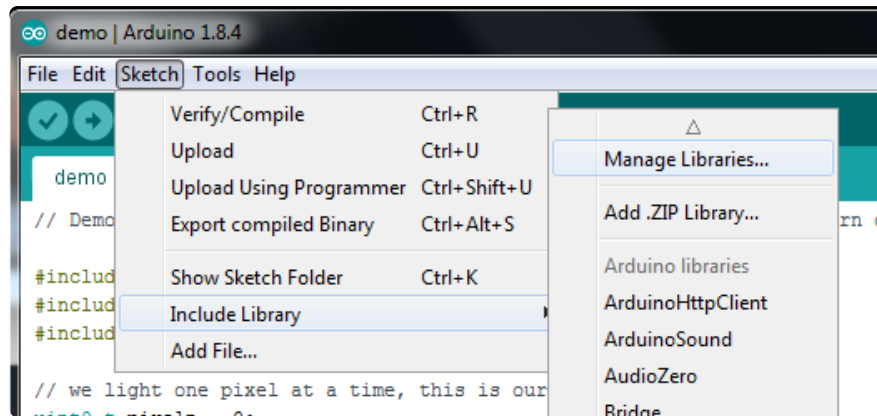 demo | Arduino 1.8.4
File Edit Sketch Tools Help
Verify/Compile Ctrl+R
Upload Ctrl+U
Upload Using Programmer Ctrl+Shift+U
Export compiled Binary Ctrl+Alt+S
Show Sketch Folder Ctrl+K
Include Library
Add File...
Manage Libraries...
Add .ZIP Library...
Arduino libraries
ArduinoHttpClient
ArduinoSound
AudioZero
Bridge
demo
// Demo
#includ
#includ
#includ
// we light one pixel at a time, this is our